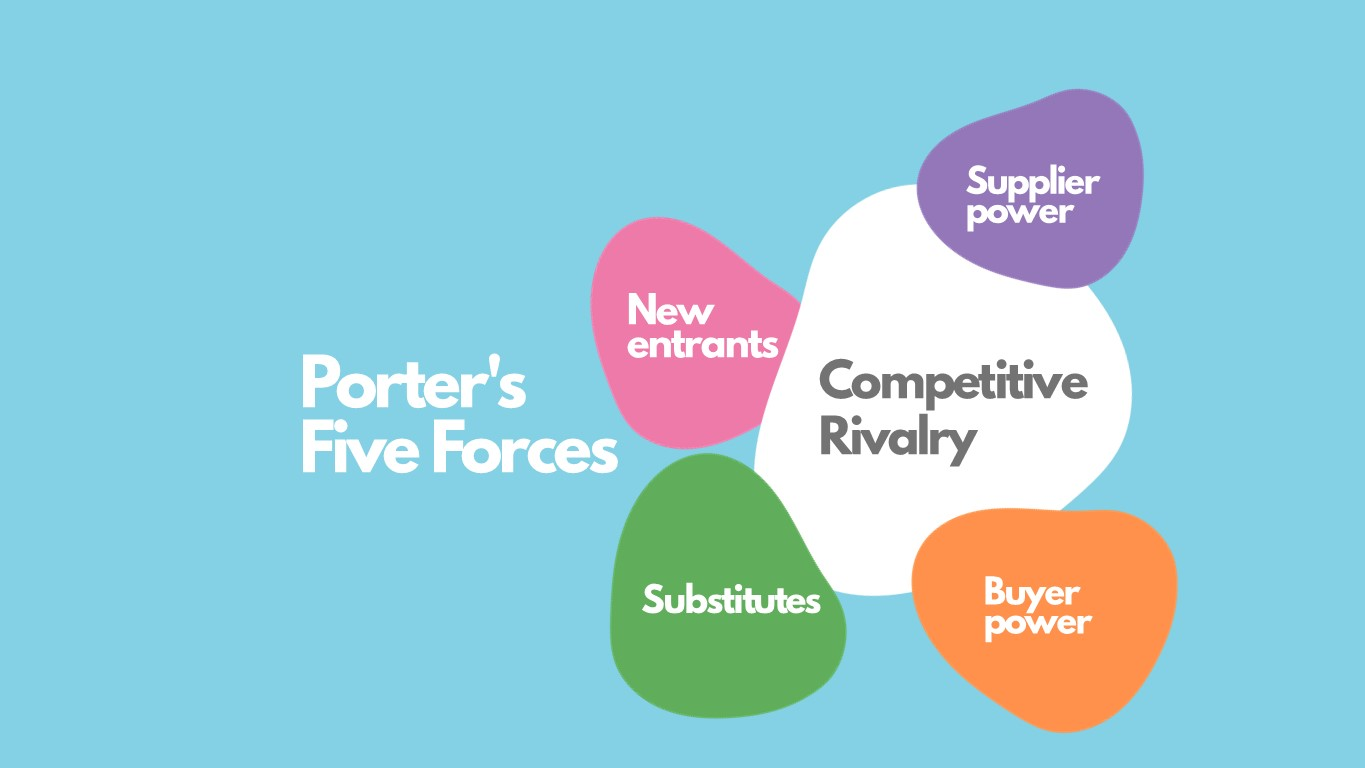 Porter's
Five Forces
New
entrants
Supplier
power
Competitive
Rivalry
Substitutes
Buyer
power